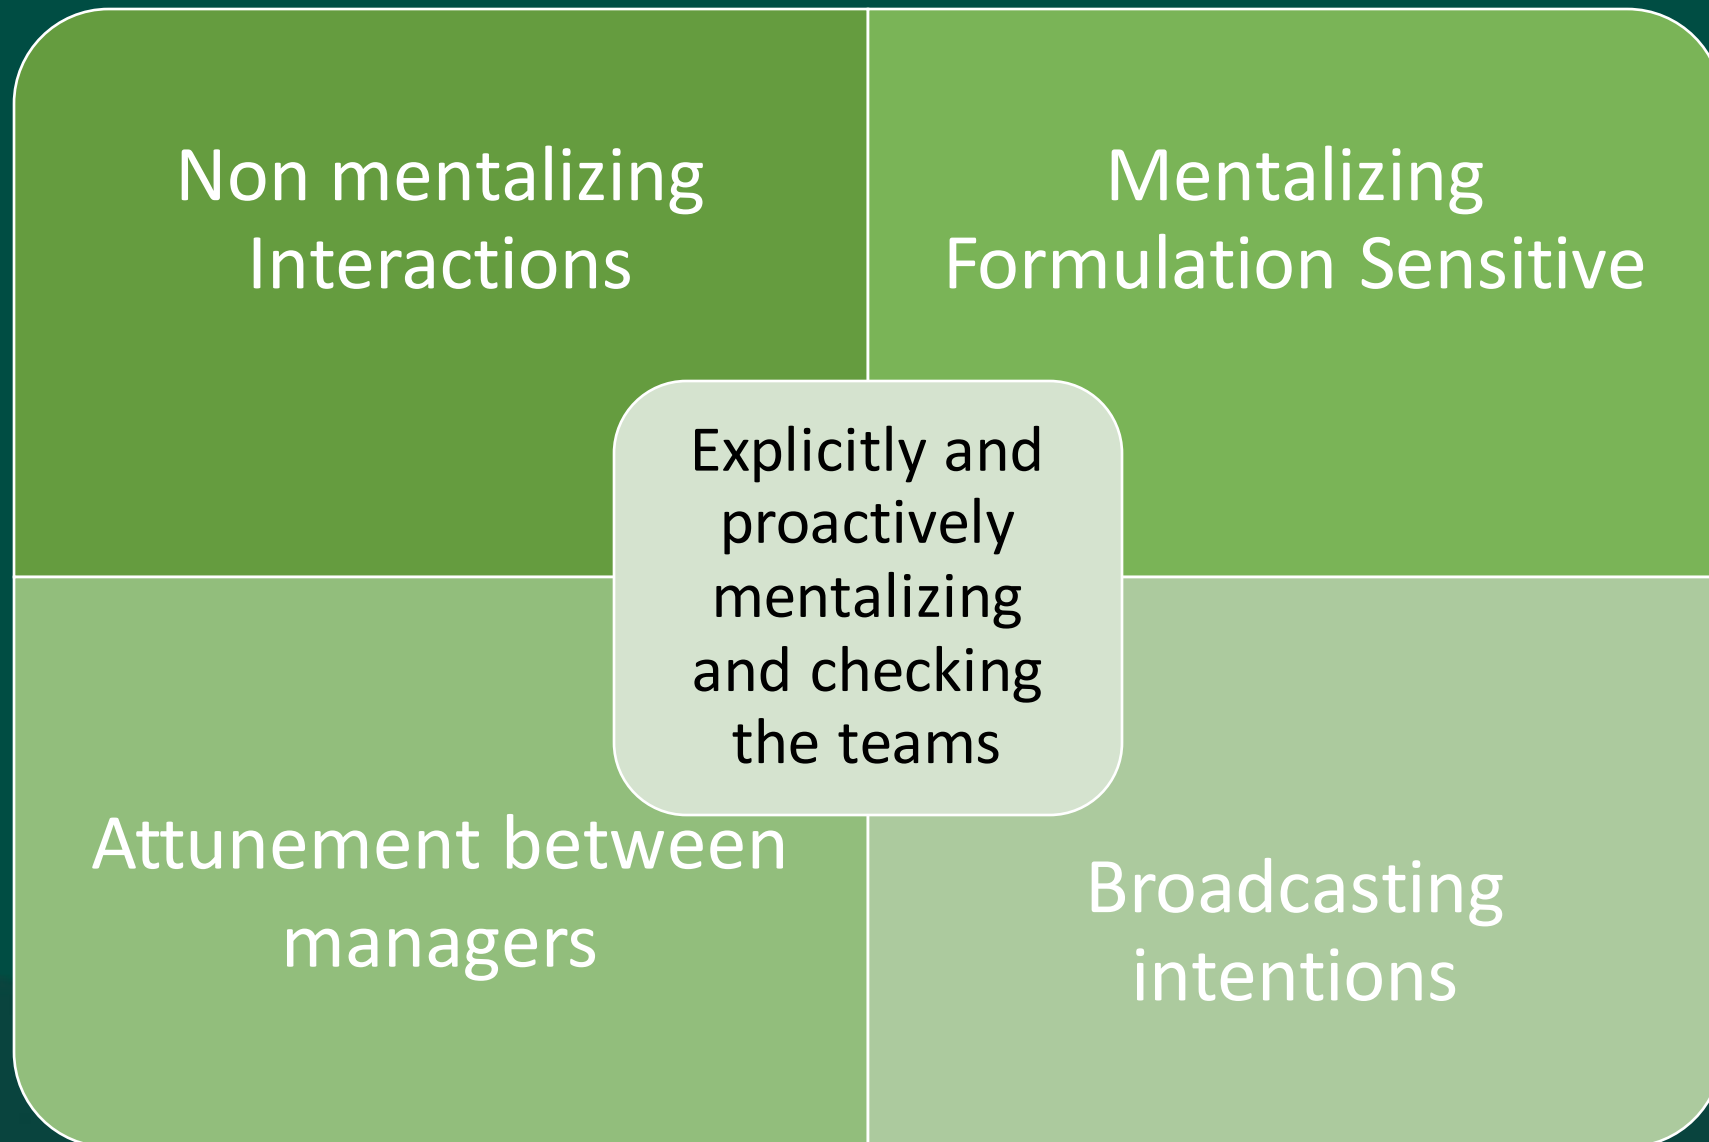 Non mentalizing
Interactions
Mentalizing
Formulation Sensitive
Explicitly and
proactively
mentalizing
and checking
the teams
Attunement between
managers
Broadcasting
intentions